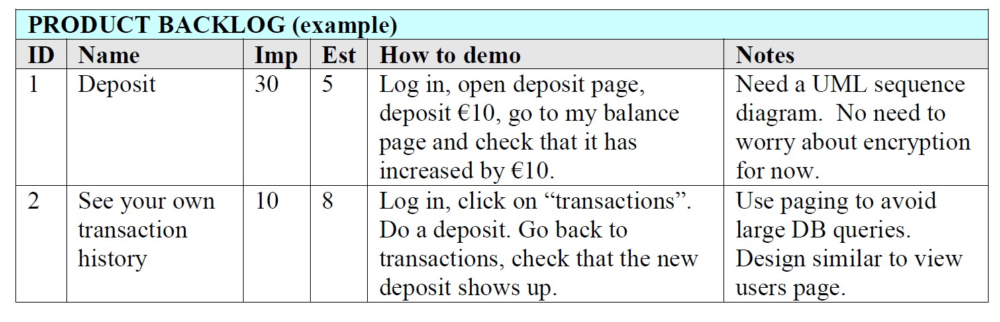 PRODUCT BACKLOG (example)
ID Name Imp Est How to demo Notes
1 Deposit 30 5 Log in, open deposit page, Need a UML sequence
deposit €10, go to my balance diagram.  No need to
page and check that it has worry about encryption
increased by €10. for now.
2 See your own 10 8 Log in, click on “transactions”. Use paging to avoid
transaction Do a deposit. Go back to large DB queries.
history transactions, check that the new Design similar to view
deposit shows up. users page.